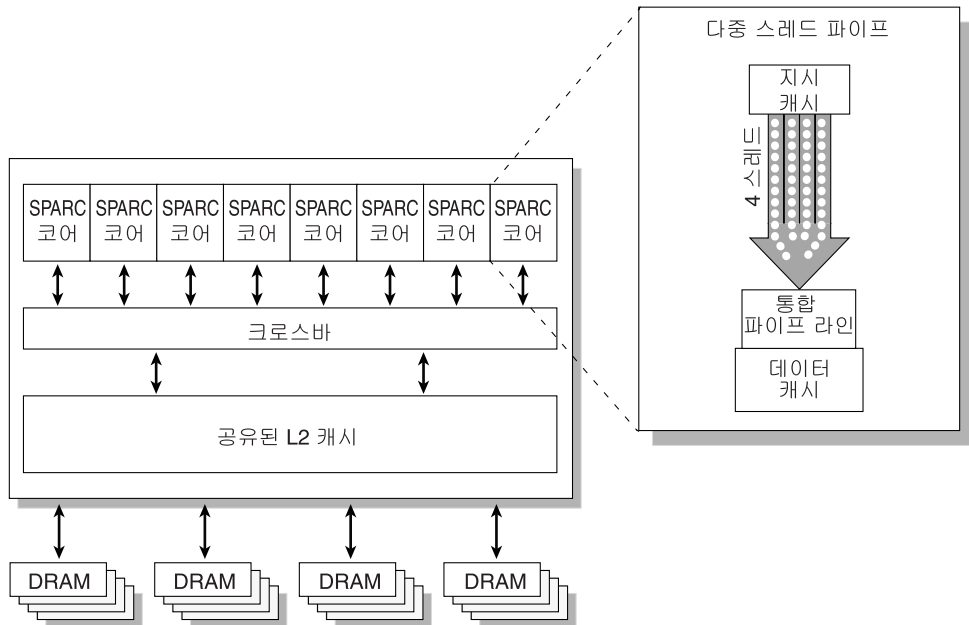 다중 스레드 파이프
지시
캐시
4 스레드
통합
파이프 라인
데이터
캐시
SPARC
코어
SPARC
코어
SPARC
코어
SPARC
코어
SPARC
코어
SPARC
코어
SPARC
코어
SPARC
코어
크로스바
공유된 L2 캐시
DRAM
DRAM
DRAM
DRAM